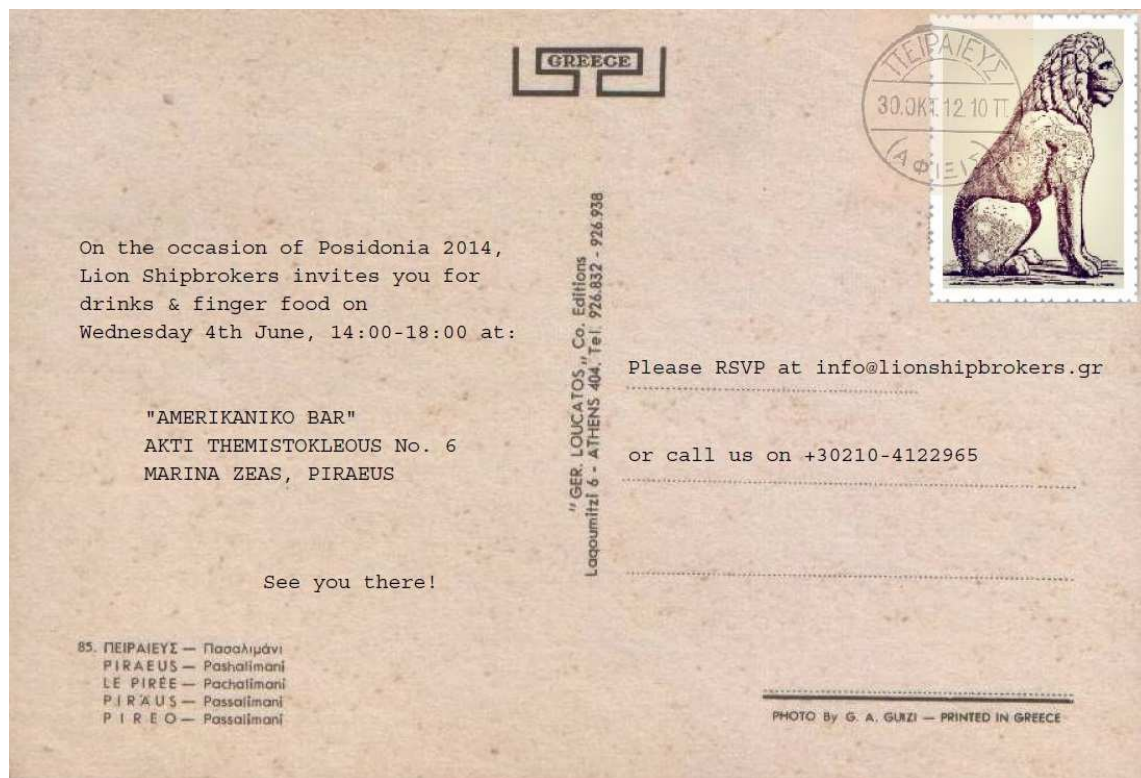 GREECE
ΠΕΙΡΑΙΕΥΣ
30.ΟΚΤ.12.10 Π
(ΑΦΙΞΙΣ)
On the occasion of Posidonia 2014,
Lion Shipbrokers invites you for
drinks & finger food on
Wednesday 4th June, 14:00-18:00 at:
"AMERIKANIKO BAR"
AKTI THEMISTOKLEOUS No. 6
MARINA ZEAS, PIRAEUS
See you there!
85. ΠΕΙΡΑΙΕΥΣ — Πασαλιμάνι
PIRAEUS — Pashalimani
LE PIRÉE — Pachalimani
PIRÄUS — Passalimani
PIREO — Passalimani
"GER. LOUCATOS,, Co. Editions
Lagoumitzi 6 - ATHENS 404. Tel. 926.832 - 926.938
Please RSVP at info@lionshipbrokers.gr
or call us on +30210-4122965
PHOTO By G. A. GUIZI — PRINTED IN GREECE